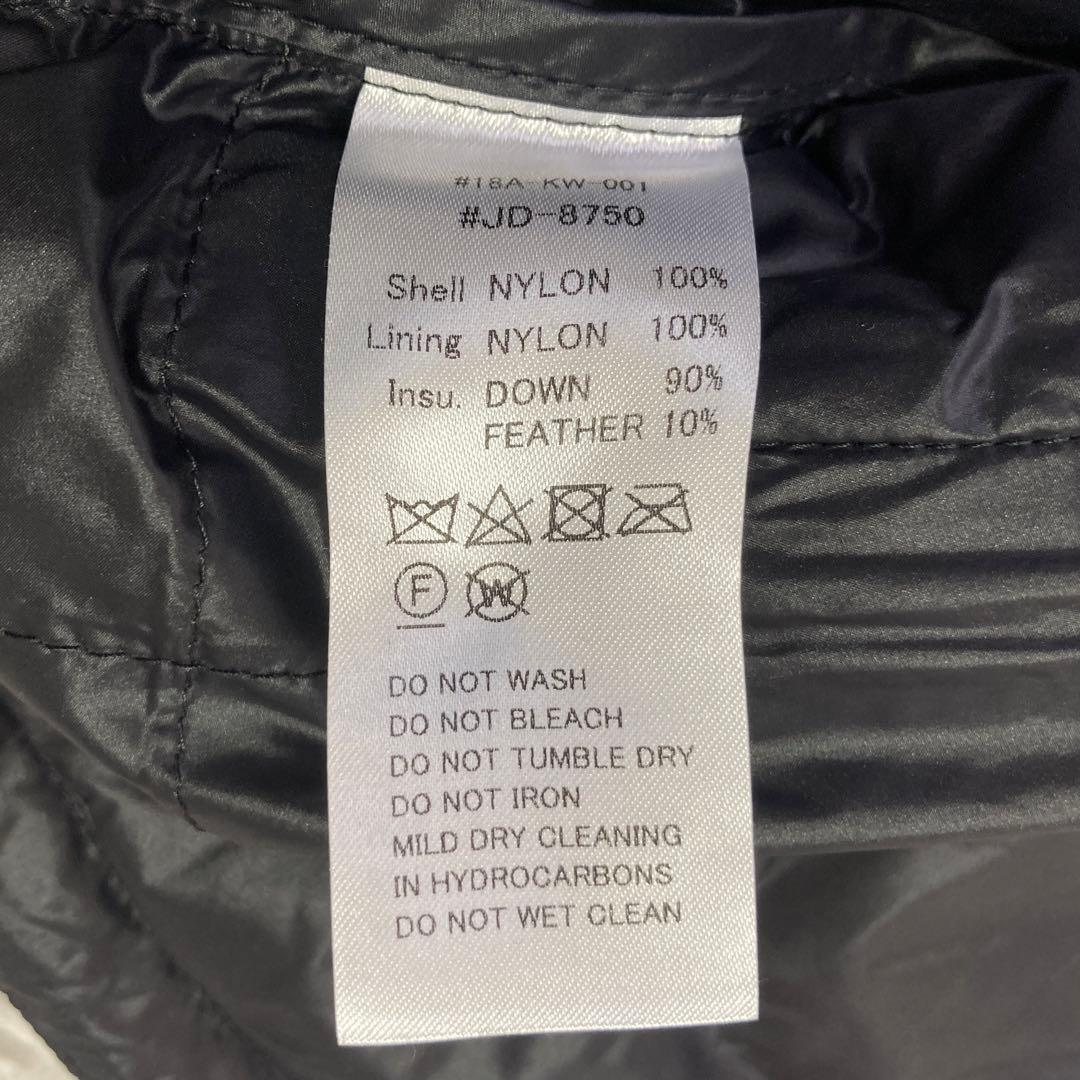 #18A-KW-001
#JD-8750
Shell NYLON 100%
Lining NYLON 100%
Insu. DOWN 90%
FEATHER 10%
F
W
DO NOT WASH
DO NOT BLEACH
DO NOT TUMBLE DRY
DO NOT IRON
MILD DRY CLEANING
IN HYDROCARBONS
DO NOT WET CLEAN